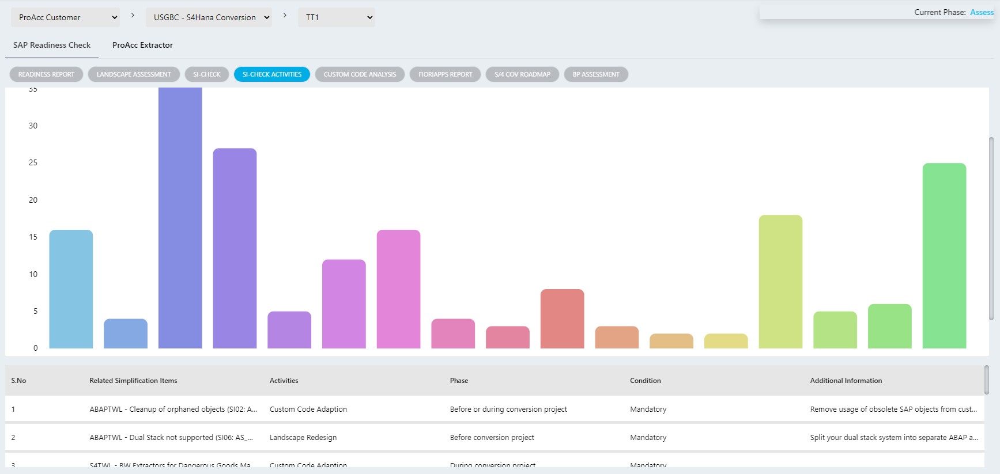 ProAcc Customer > USGBC - S4Hana Conversion > TT1 Current Phase: Assess
SAP Readiness Check ProAcc Extractor
READINESS REPORT LANDSCAPE ASSESSMENT SI-CHECK SI-CHECK ACTIVITIES CUSTOM CODE ANALYSIS FIORIAPPS REPORT S/4 COV ROADMAP BP ASSESSMENT
35
30
25
20
15
10
5
0
S.No Related Simplification Items Activities Phase Condition Additional Information
1 ABAPTWL - Cleanup of orphaned objects (SI02: A... Custom Code Adaption Before or during conversion project Mandatory Remove usage of obsolete SAP objects from cust...
2 ABAPTWL - Dual Stack not supported (SI06: AS_... Landscape Redesign Before conversion project Mandatory Split your dual stack system into separate ABAP a...
3 S4TWL - BW Extractors for Dangerous Goods Ma... Custom Code Adaption During conversion project Mandatory